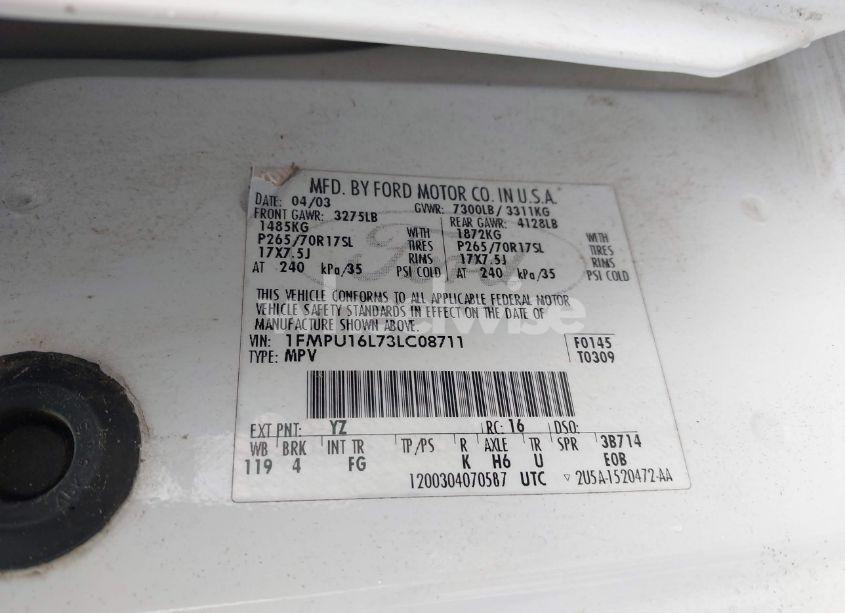 MFD. BY FORD MOTOR CO. IN U.S.A.
DATE: 04/03 GVWR: 7300LB/ 3311KG
FRONT GAWR: 3275LB REAR GAWR: 4128LB
1485KG WITH 1872KG WITH
P265/70R17SL TIRES P265/70R17SL TIRES
17X7.5J RIMS 17X7.5J RIMS
AT 240 kPa/35 PSI COLD AT 240 kPa/35 PSI COLD
Ford
THIS VEHICLE CONFORMS TO ALL APPLICABLE FEDERAL MOTOR
VEHICLE SAFETY STANDARDS IN EFFECT ON THE DATE OF
MANUFACTURE SHOWN ABOVE.
VIN: 1FMPU16L73LC08711 F0145
TYPE: MPV T0309
EXT PNT: YZ RC: 16 DSO:
WB BRK INT TR TP/PS R AXLE TR SPR 3B714
119 4 FG K H6 U EOB
1200304070587 UTC ▽ 2U5A-1520472-AA